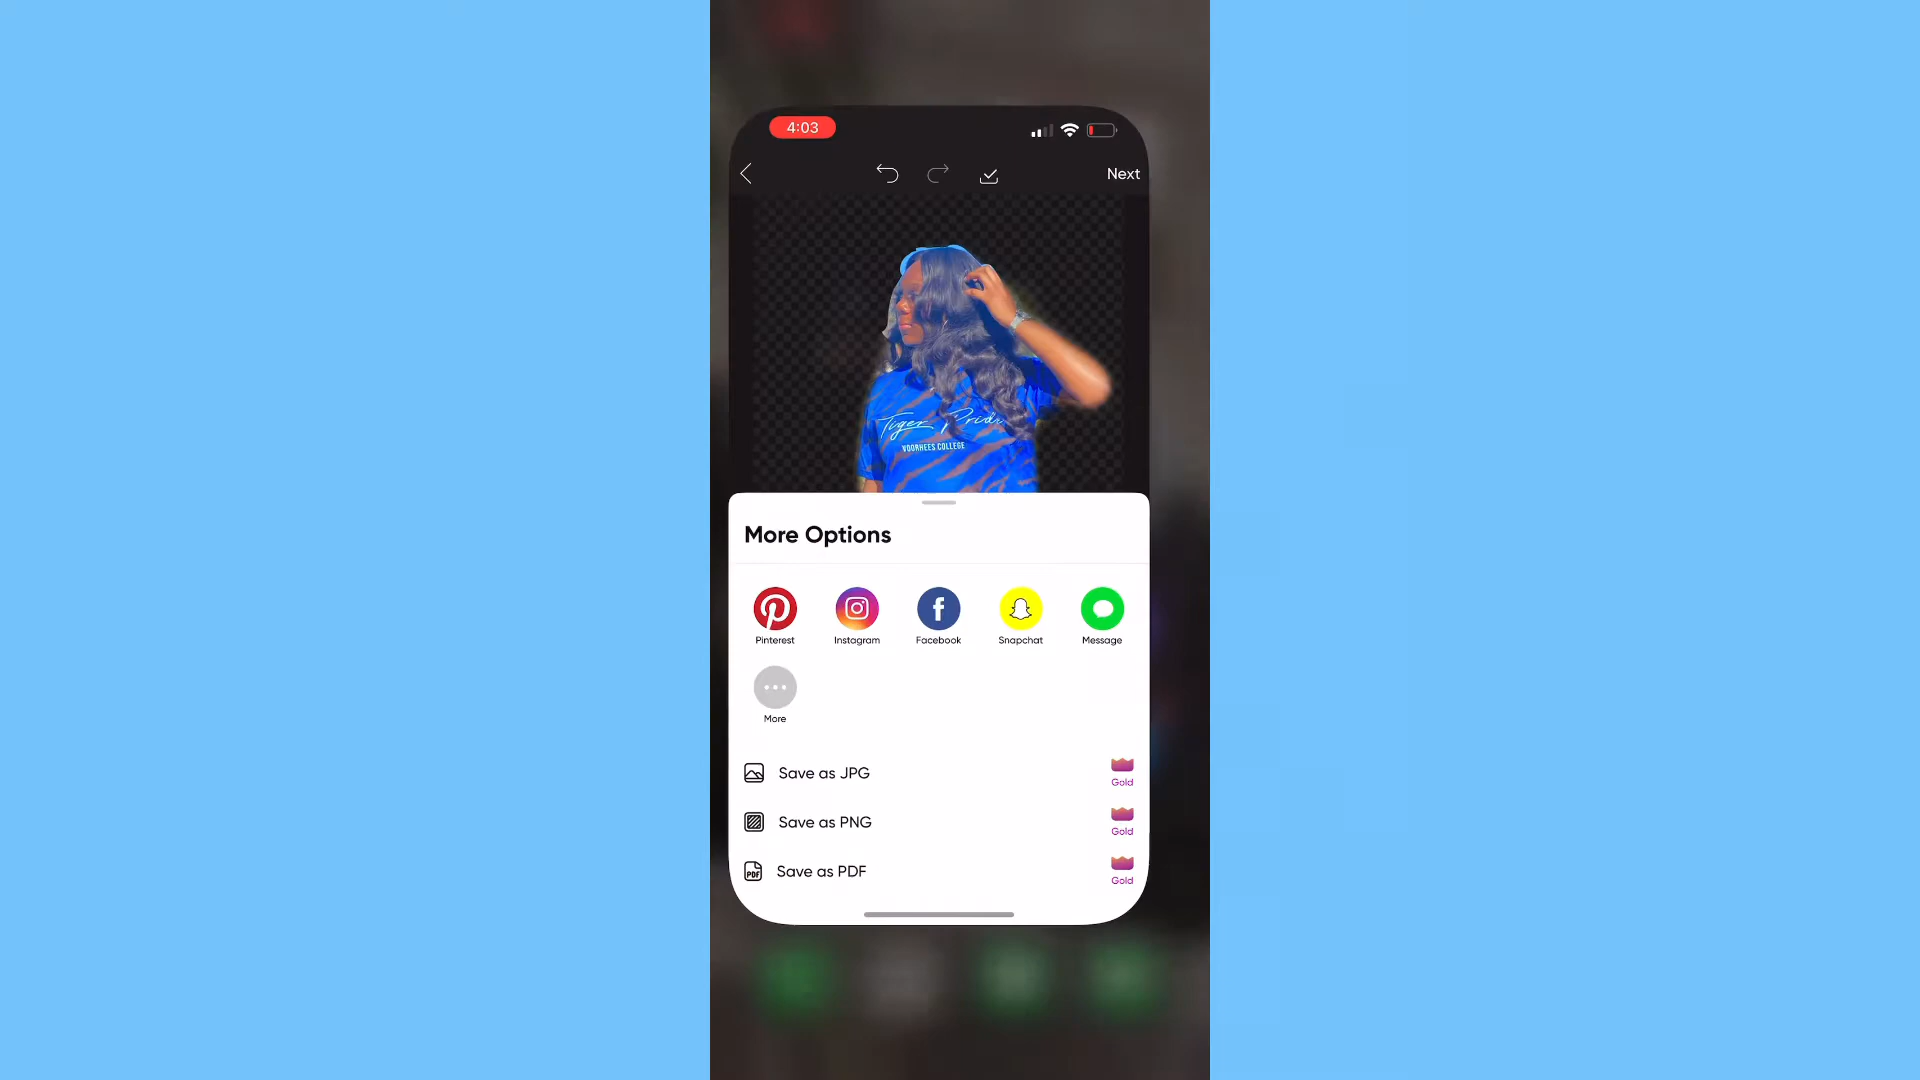 4:03
Next
Tiger Pride
VOORHEES COLLEGE
More Options
Pinterest
Instagram
Facebook
Snapchat
Message
More
Save as JPG
Gold
Save as PNG
Gold
PDF
Save as PDF
Gold